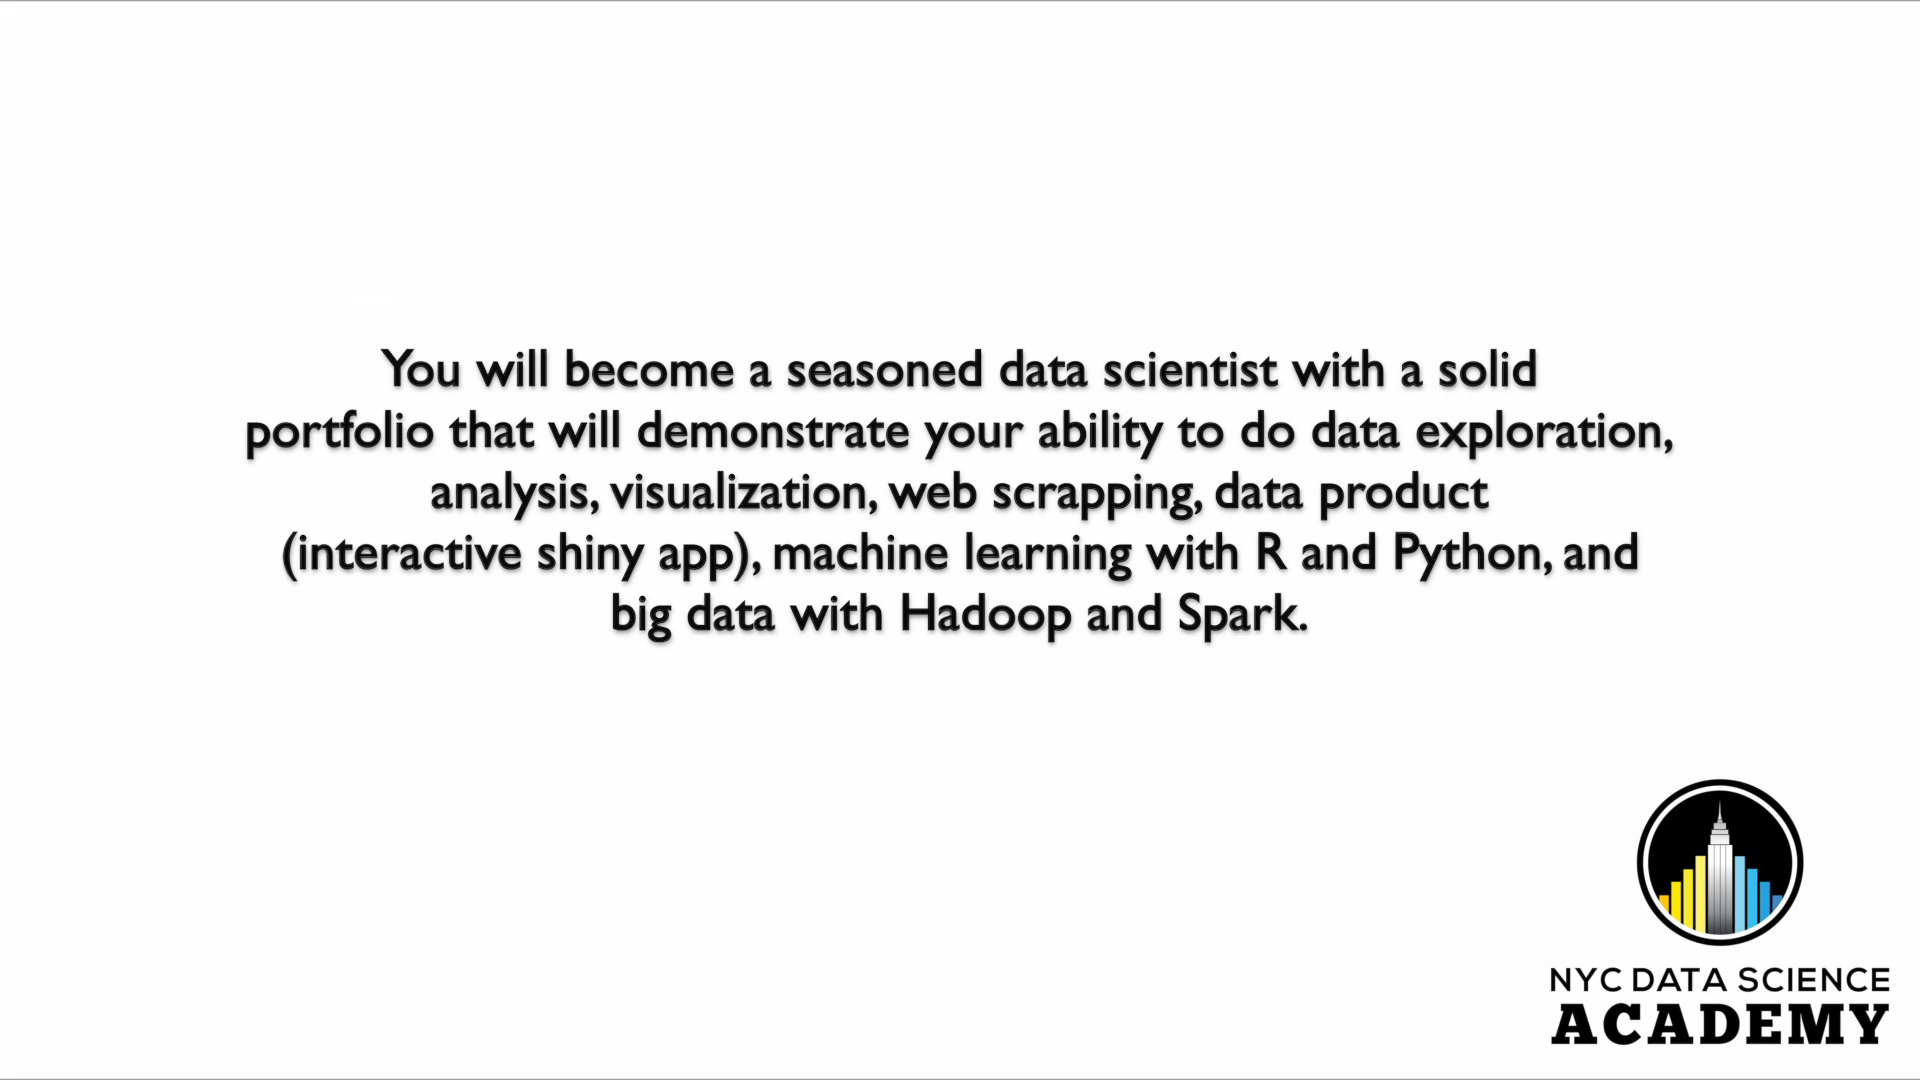 You will become a seasoned data scientist with a solid
portfolio that will demonstrate your ability to do data exploration,
analysis, visualization, web scrapping, data product
(interactive shiny app), machine learning with R and Python, and
big data with Hadoop and Spark.
NYC DATA SCIENCE
ACADEMY